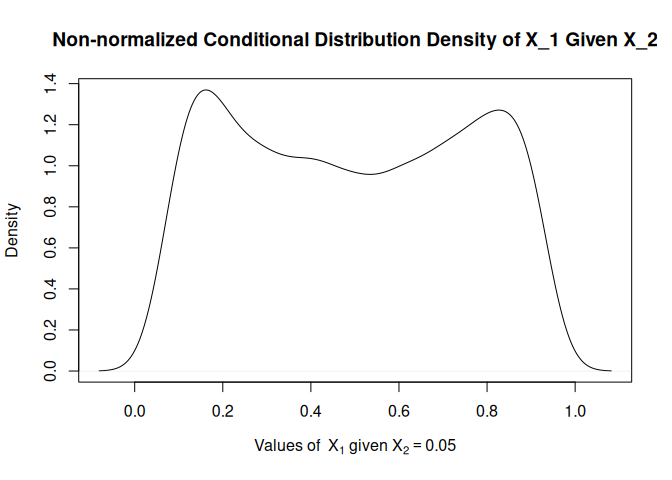 Non-normalized Conditional Distribution Density of X_1 Given X_2
Density
1.4
1.2
1.0
0.8
0.6
0.4
0.2
0.0
0.0 0.2 0.4 0.6 0.8 1.0
Values of X₁ given X₂ = 0.05